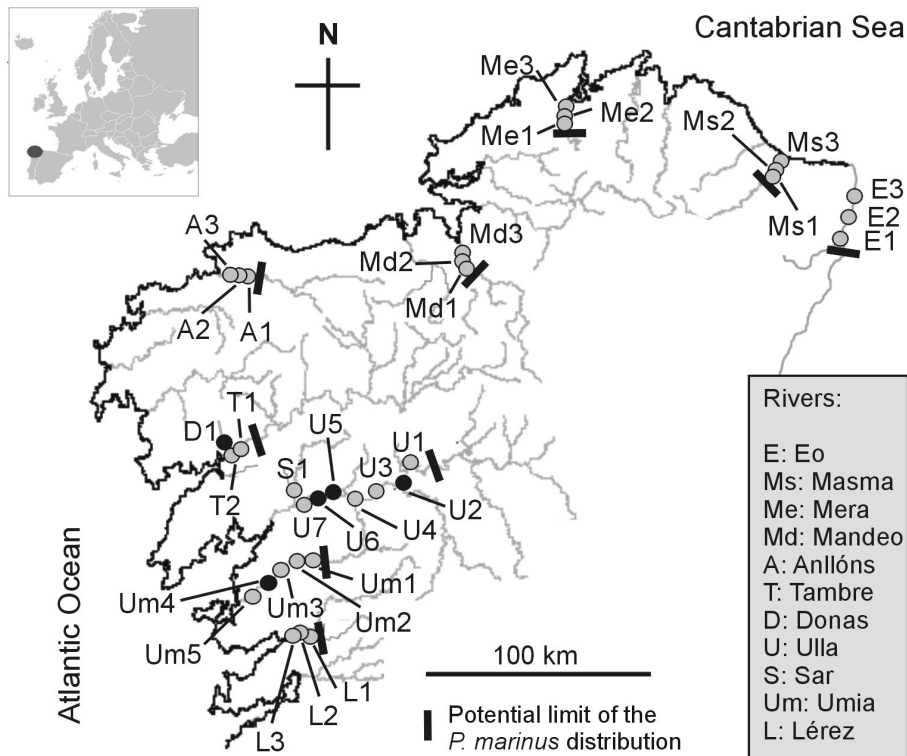 Cantabrian Sea
N
Me3
Me2
Me1
Ms2
Ms3
Ms1
E3
E2
E1
A3
A2
A1
Md3
Md2
Md1
D1
T1
T2
S1
U5
U3
U1
U7
U6
U4
U2
Um4
Um3
Um1
Um2
Um5
L1
L2
L3
Atlantic Ocean
100 km
Potential limit of the
P. marinus distribution
Rivers:
E: Eo
Ms: Masma
Me: Mera
Md: Mandeo
A: Anllóns
T: Tambre
D: Donas
U: Ulla
S: Sar
Um: Umia
L: Lérez